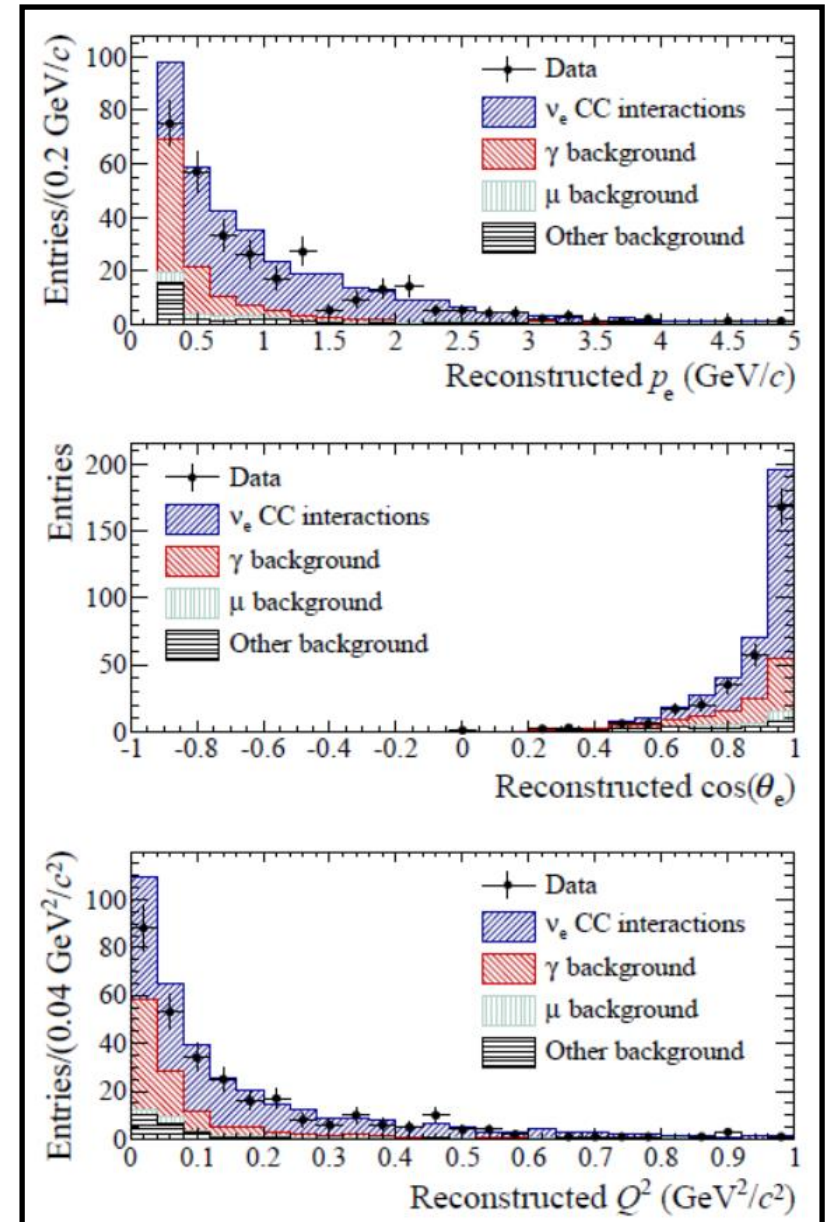 Entries/(0.2 GeV/c)
100
80
60
40
20
0
Data
νe CC interactions
γ background
μ background
Other background
0 0.5 1 1.5 2 2.5 3 3.5 4 4.5 5
Reconstructed pe (GeV/c)
Entries
200
150
100
50
0
Data
νe CC interactions
γ background
μ background
Other background
-1 -0.8 -0.6 -0.4 -0.2 0 0.2 0.4 0.6 0.8 1
Reconstructed cos(θe)
Entries/(0.04 GeV²/c²)
100
80
60
40
20
0
Data
νe CC interactions
γ background
μ background
Other background
0 0.1 0.2 0.3 0.4 0.5 0.6 0.7 0.8 0.9 1
Reconstructed Q² (GeV²/c²)